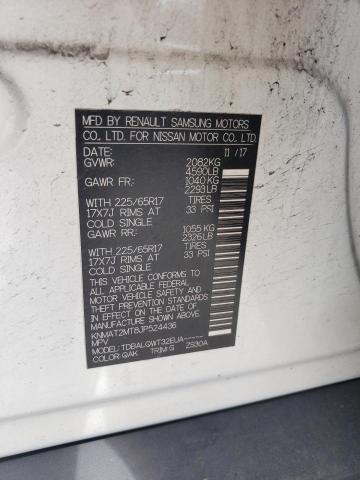 MFD BY RENAULT SAMSUNG MOTORS
CO., LTD. FOR NISSAN MOTOR CO., LTD.
DATE: 11 / 17
GVWR: 2082KG
4590LB
GAWR FR: 1040 KG
2293LB
WITH 225/65R17 TIRES
17X7J RIMS AT 33 PSI
COLD SINGLE
GAWR RR: 1055 KG
2326LB
WITH 225/65R17 TIRES
17X7J RIMS AT 33 PSI
COLD SINGLE
THIS VEHICLE CONFORMS TO ALL
APPLICABLE FEDERAL MOTOR
VEHICLE SAFETY, BUMPER, AND
THEFT PREVENTION STANDARDS
IN EFFECT ON THE DATE OF
MANUFACTURE SHOWN ABOVE.
KNMAT2MT8JP524436
MPV
MODEL:TDBALQWT32EUA-----
COLOR QAK TRIM G ZS30A